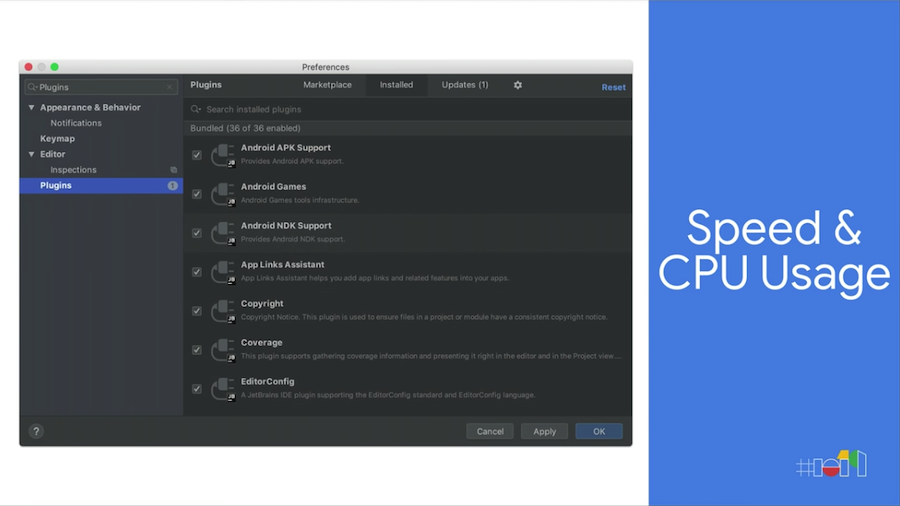 Preferences
Plugins
Appearance & Behavior
Notifications
Keymap
Editor
Inspections
Plugins
1
Plugins
Marketplace
Installed
Updates (1)
Reset
Search installed plugins
Bundled (36 of 36 enabled)
Android APK Support
Provides Android APK support.
Android Games
Android Games tools infrastructure.
Android NDK Support
Provides Android NDK support.
App Links Assistant
App Links Assistant helps you add app links and related features into your apps.
Copyright
Copyright Notice. This plugin is used to ensure files in a project or module have a consistent copyright notice.
Coverage
This plugin supports gathering coverage information and presenting it right in the editor and in the Project view....
EditorConfig
A JetBrains IDE plugin supporting the EditorConfig standard and EditorConfig language.
?
Cancel
Apply
OK
Speed &
CPU Usage